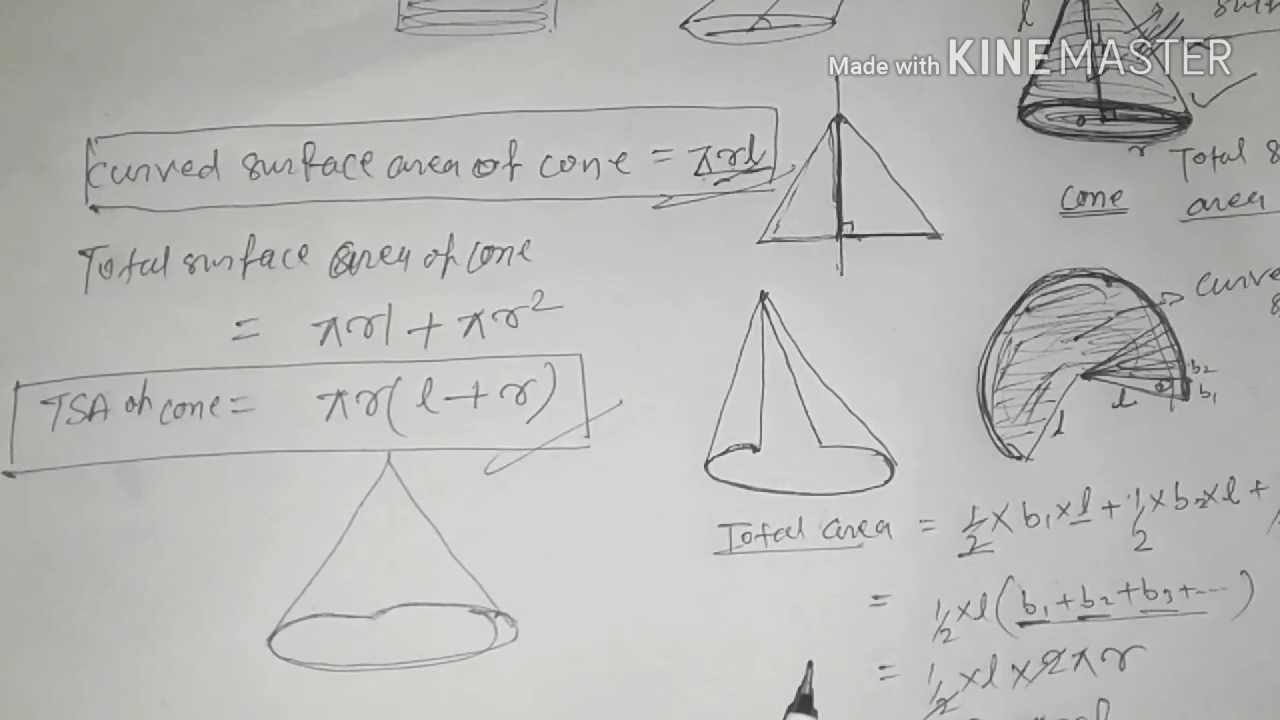 Made with KINEMASTER
l
curved surface area of cone = πrl
r
Total
cone
area
Total surface area of cone
= πrl + πr²
TSA of cone = πr(l + r)
curve
b₂
b₁
l
l
Total area = 1/2 × b₁ × l + 1/2 × b₂ × l +
= 1/2 × l (b₁ + b₂ + b₃ + ...)
= 1/2 × l × 2πr